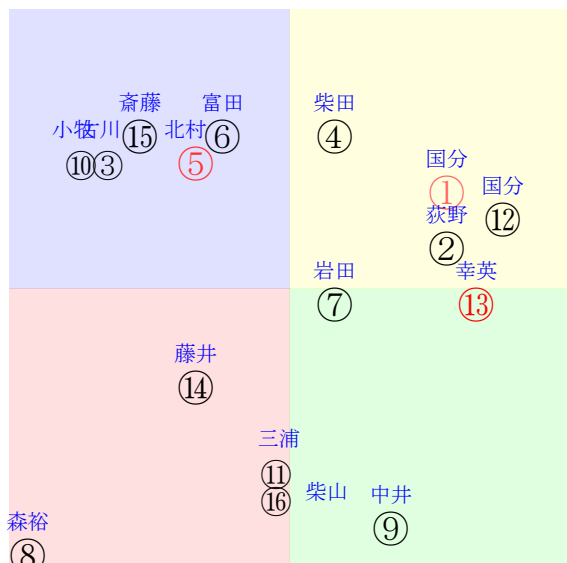 斎藤
⑮
富田
⑥
柴田
④
小牧
⑩
古川
③
北村
⑤
国分
①
国分
⑫
荻野
②
岩田
⑦
幸英
⑬
藤井
⑭
三浦
⑪
柴山
⑯
中井
⑨
森裕
⑧